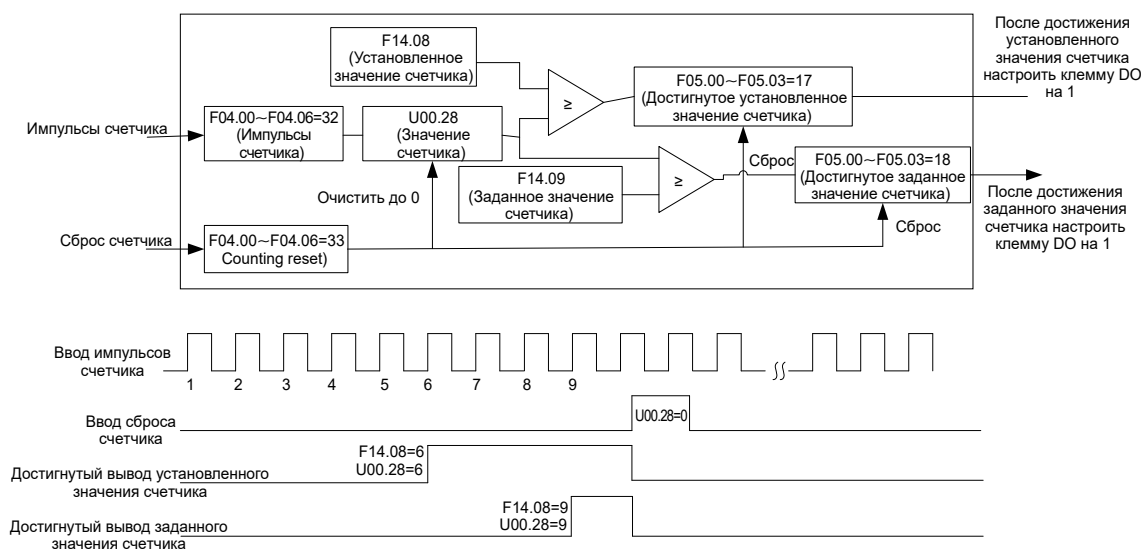 F14.08
(Установленное
значение счетчика)
После достижения
установленного
значения счетчика
настроить клемму DO
на 1
≥
F05.00~F05.03=17
(Достигнутое установленное
значение счетчика)
Импульсы счетчика
F04.00~F04.06=32
(Импульсы
счетчика)
U00.28
(Значение
счетчика)
Очистить до 0
F14.09
(Заданное значение
счетчика)
≥
Сброс
F05.00~F05.03=18
(Достигнутое заданное
значение счетчика)
Сброс
После достижения
заданного значения
счетчика настроить
клемму DO на 1
Сброс счетчика
F04.00~F04.06=33
Counting reset)
Ввод импульсов
счетчика
1 2 3 4 5 6 7 8 9
Ввод сброса
счетчика
U00.28=0
Достигнутый вывод установленного
значения счетчика
F14.08=6
U00.28=6
Достигнутый вывод заданного
значения счетчика
F14.08=9
U00.28=9